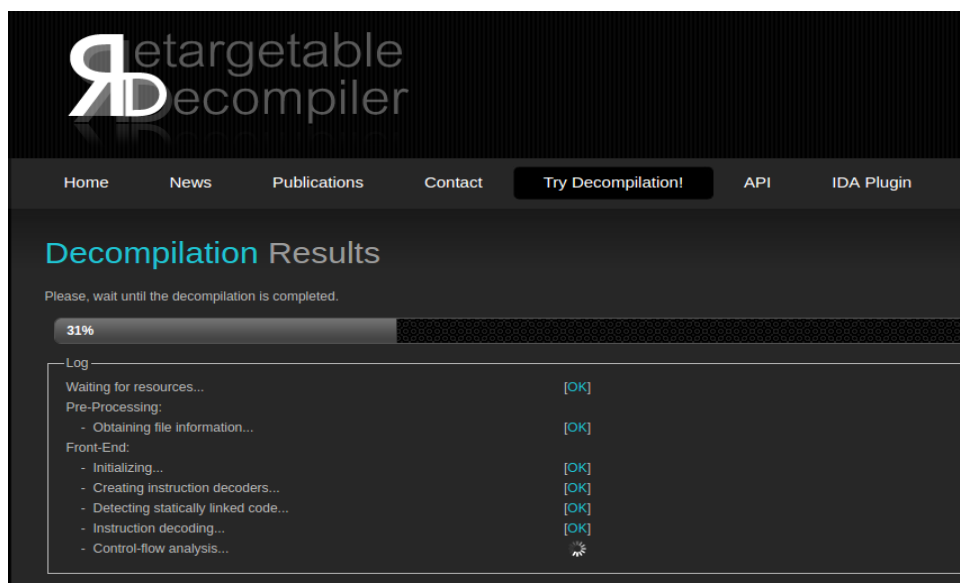 Retargetable
Decompiler
Home News Publications Contact Try Decompilation! API IDA Plugin
Decompilation Results
Please, wait until the decompilation is completed.
31%
Log
Waiting for resources... [OK]
Pre-Processing:
- Obtaining file information... [OK]
Front-End:
- Initializing... [OK]
- Creating instruction decoders... [OK]
- Detecting statically linked code... [OK]
- Instruction decoding... [OK]
- Control-flow analysis...